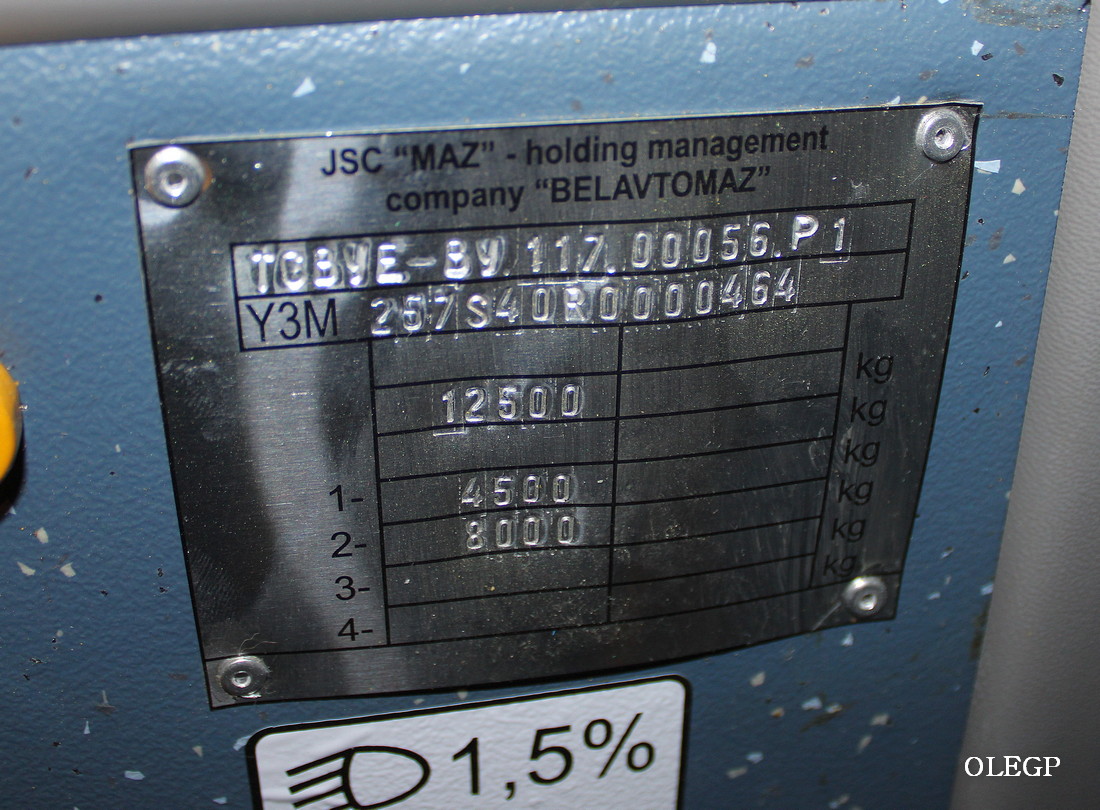 JSC “MAZ” - holding management
company “BELAVTOMAZ”
TCBYE-BY.117.00056.P1
Y3M 257S40R0000464
kg
12500 kg
kg
1- 4500 kg
2- 8000 kg
3- kg
4-
1,5%
OLEGP